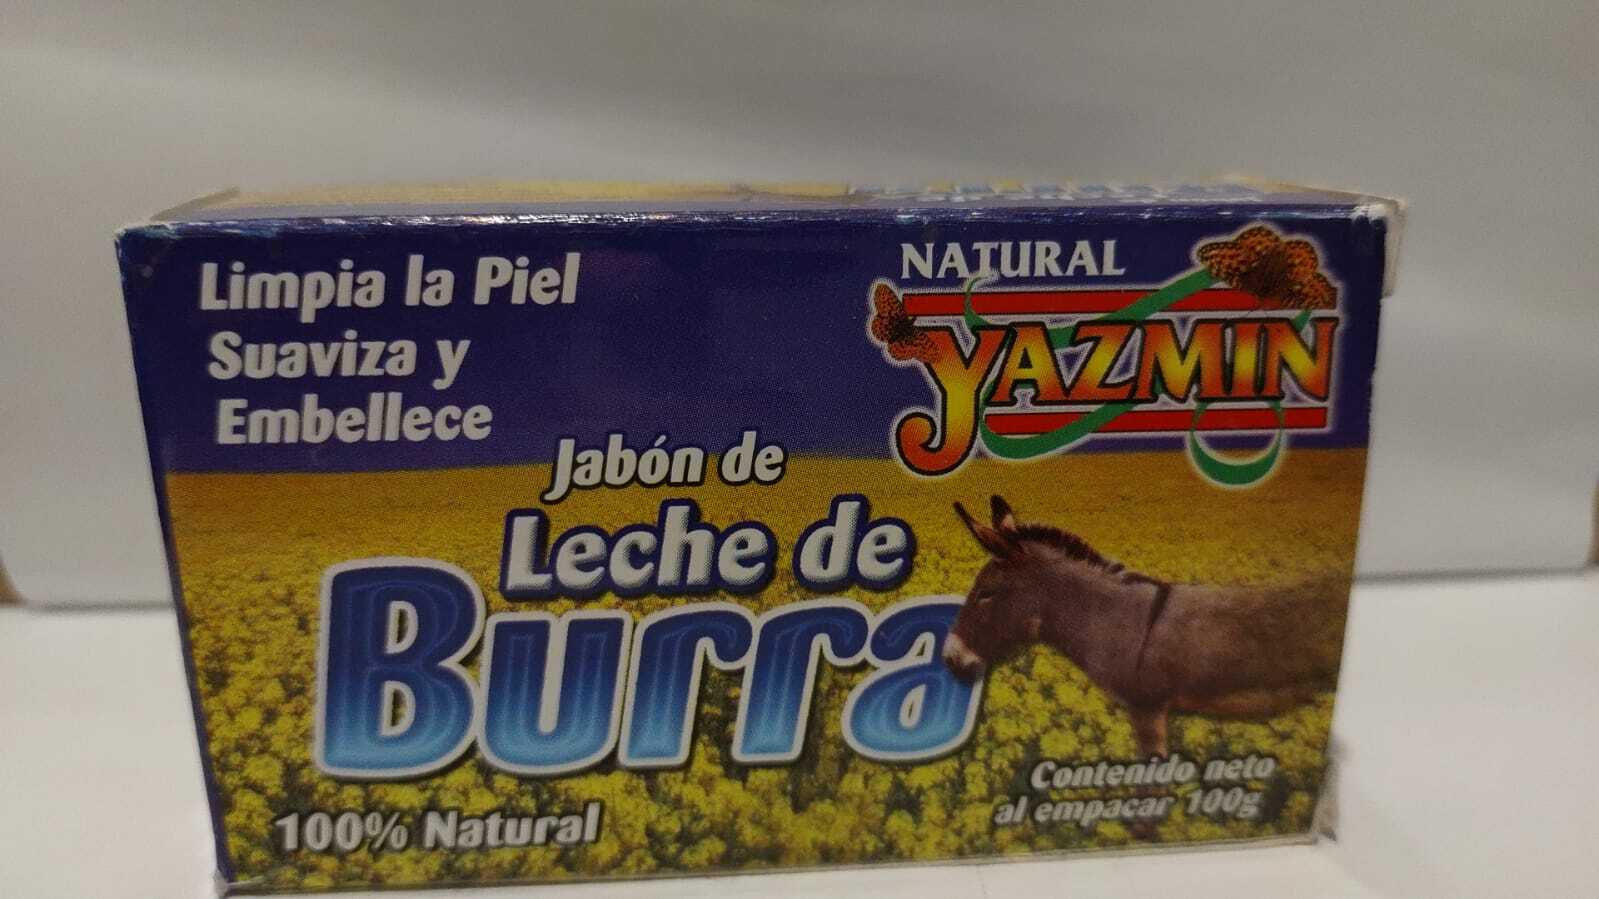 Limpia la Piel
Suaviza y
Embellece
NATURAL
YAZMIN
Jabón de
Leche de
Burra
100% Natural
Contenido neto
al empacar 100g